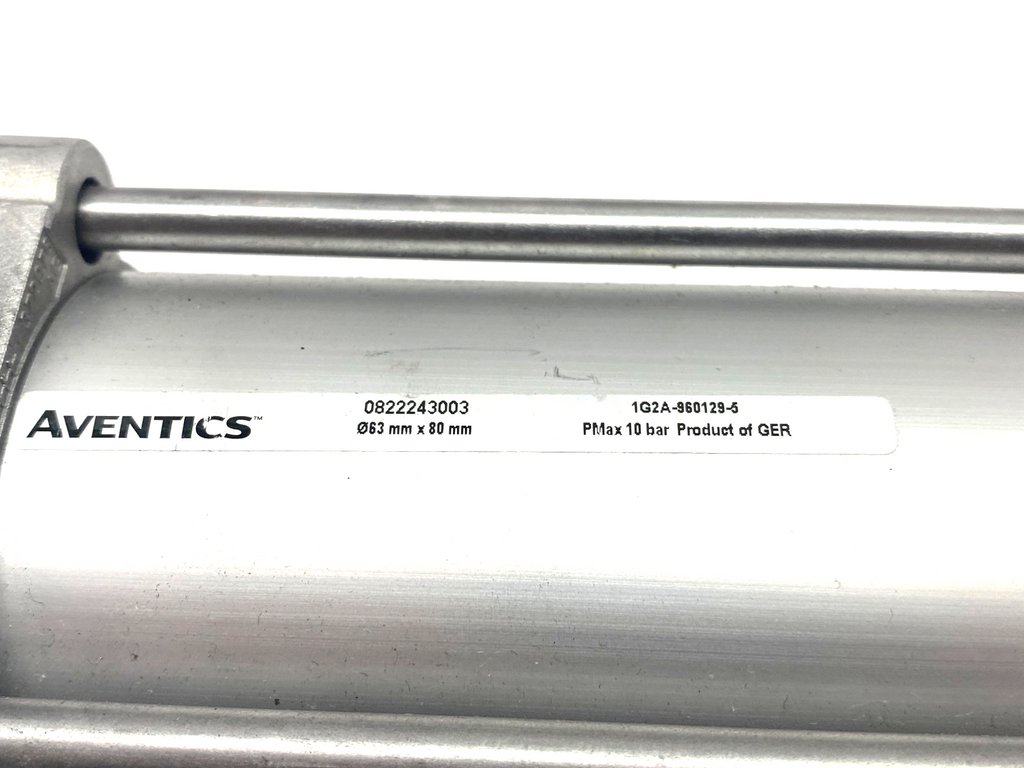 AVENTICS™
0822243003
Ø63 mm x 80 mm
1G2A-960129-5
PMax 10 bar Product of GER